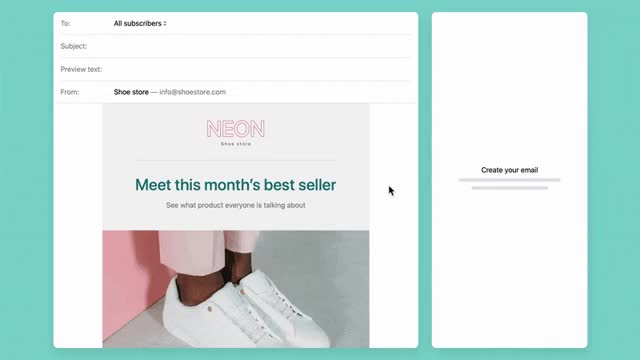 To: All subscribers
Subject:
Preview text:
From: Shoe store — info@shoestore.com
NEON
Shoe store
Meet this month's best seller
See what product everyone is talking about
Create your email